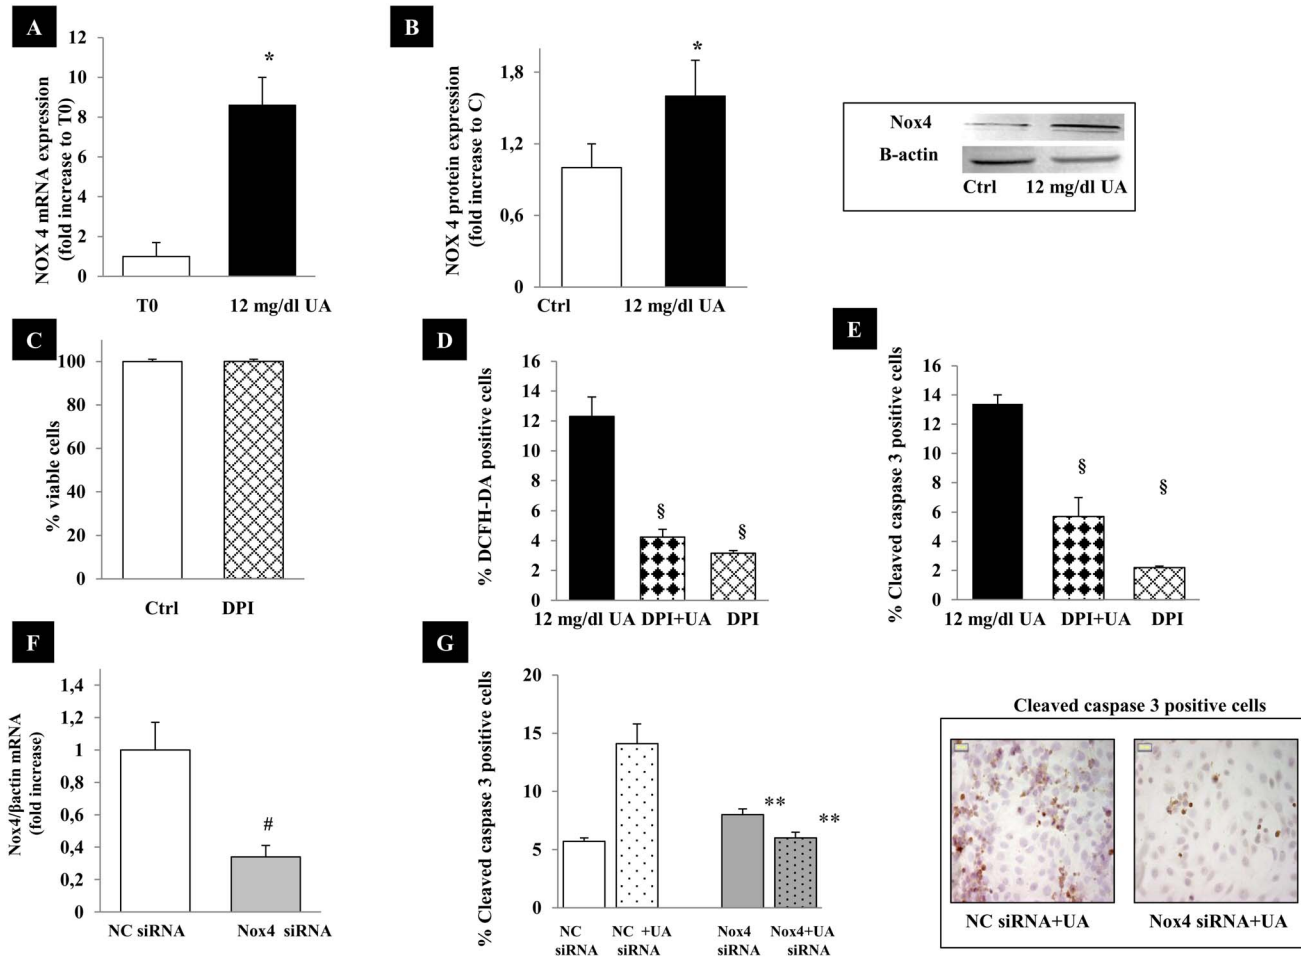 A
NOX 4 mRNA expression
(fold increase to T0)
12
10
8
6
4
2
0
*
T0
12 mg/dl UA
B
NOX 4 protein expression
(fold increase to C)
1,8
1,2
0,6
0
*
Ctrl
12 mg/dl UA
Nox4
B-actin
Ctrl
12 mg/dl UA
C
% viable cells
100
80
60
40
20
0
Ctrl
DPI
D
% DCFH-DA positive cells
16
14
12
10
8
6
4
2
0
§
§
12 mg/dl UA
DPI+UA
DPI
E
% Cleaved caspase 3 positive cells
16
14
12
10
8
6
4
2
0
§
§
12 mg/dl UA
DPI+UA
DPI
F
Nox4/βactin mRNA
(fold increase)
1,4
1,2
1
0,8
0,6
0,4
0,2
0
#
NC siRNA
Nox4 siRNA
G
% Cleaved caspase 3 positive cells
20
15
10
5
0
**
**
NC
siRNA
NC +UA
siRNA
Nox4
siRNA
Nox4+UA
siRNA
Cleaved caspase 3 positive cells
NC siRNA+UA
Nox4 siRNA+UA